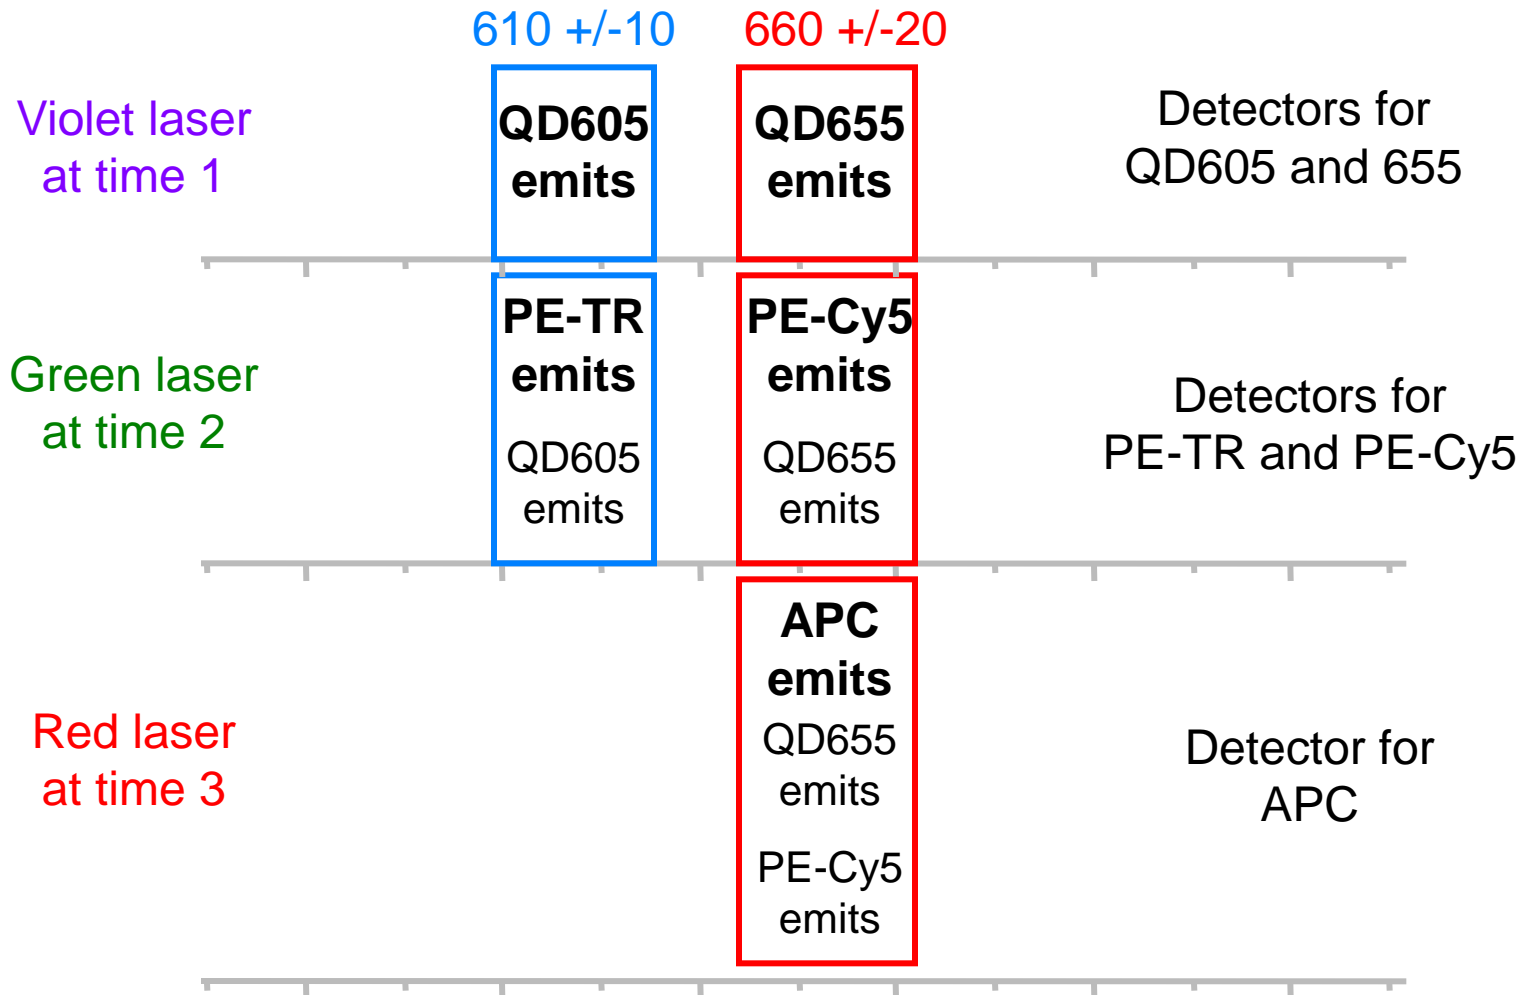 610 +/-10
660 +/-20
Violet laser
at time 1
QD605
emits
QD655
emits
Detectors for
QD605 and 655
Green laser
at time 2
PE-TR
emits
QD605
emits
PE-Cy5
emits
QD655
emits
Detectors for
PE-TR and PE-Cy5
Red laser
at time 3
APC
emits
QD655
emits
PE-Cy5
emits
Detector for
APC